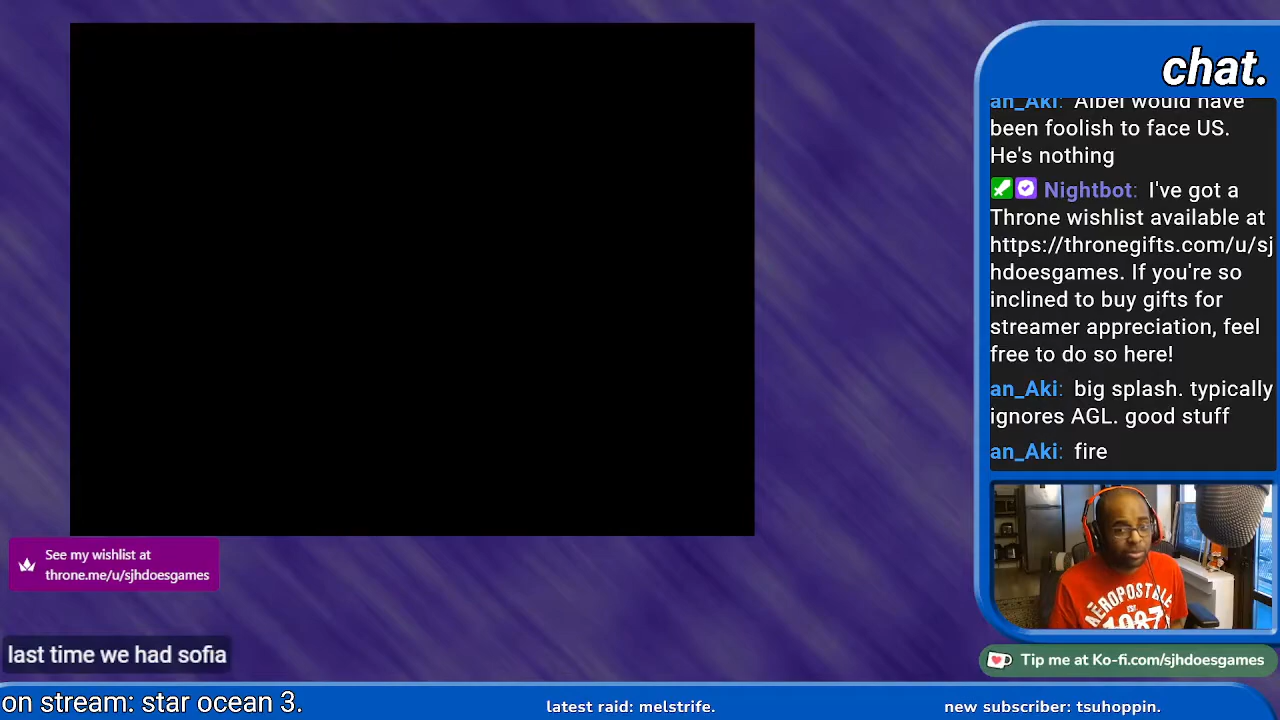 chat.
an_Aki: Albel would have
been foolish to face US.
He's nothing
Nightbot: I've got a
Throne wishlist available at
https://thronegifts.com/u/sj
hdoesgames. If you're so
inclined to buy gifts for
streamer appreciation, feel
free to do so here!
an_Aki: big splash. typically
ignores AGL. good stuff
an_Aki: fire
See my wishlist at
throne.me/u/sjhdoesgames
AÉROPOSTALE
1987
last time we had sofia
Tip me at Ko-fi.com/sjhdoesgames
on stream: star ocean 3.
latest raid: melstrife.
new subscriber: tsuhoppin.